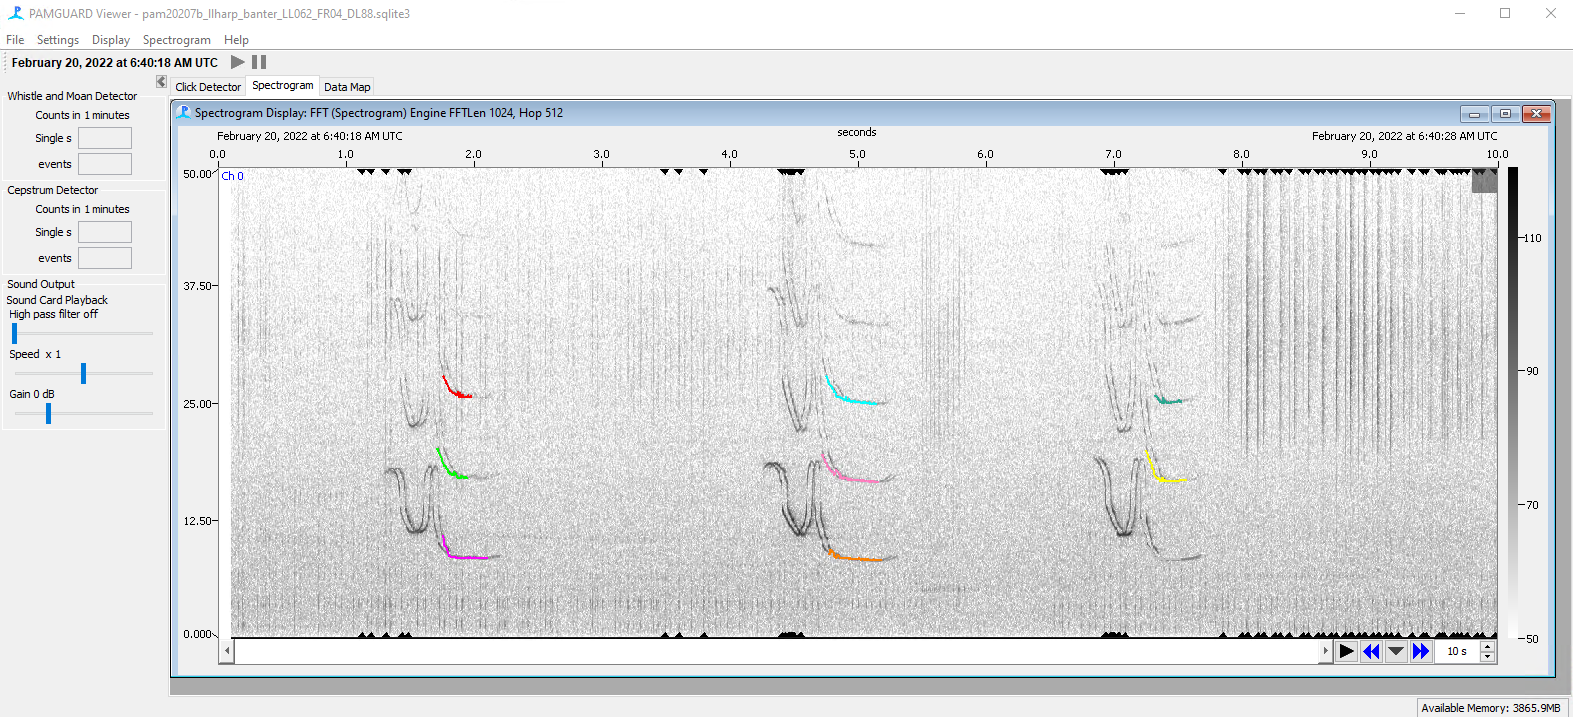 PAMGUARD Viewer - pam20207b_llharp_banter_LL062_FR04_DL88.sqlite3
File Settings Display Spectrogram Help
February 20, 2022 at 6:40:18 AM UTC
Click Detector Spectrogram Data Map
Whistle and Moan Detector
Counts in 1 minutes
Single s
events
Cepstrum Detector
Counts in 1 minutes
Single s
events
Sound Output
Sound Card Playback
High pass filter off
Speed x 1
Gain 0 dB
Spectrogram Display: FFT (Spectrogram) Engine FFTLen 1024, Hop 512
February 20, 2022 at 6:40:18 AM UTC seconds February 20, 2022 at 6:40:28 AM UTC
0.0 1.0 2.0 3.0 4.0 5.0 6.0 7.0 8.0 9.0 10.0
50.00
Ch 0
37.50
25.00
12.50
0.000
110
90
70
50
10 s
Available Memory: 3865.9MB